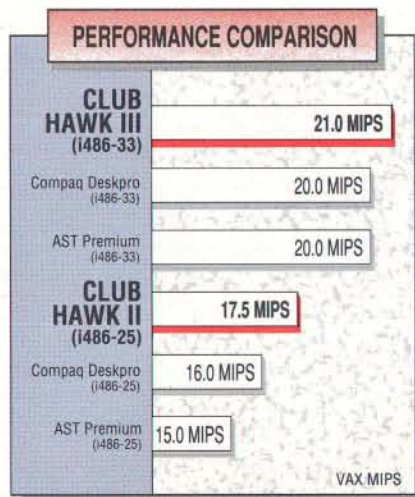 PERFORMANCE COMPARISON
CLUB
HAWK III
(i486-33)
21.0 MIPS
Compaq Deskpro
(i486-33)
20.0 MIPS
AST Premium
(i486-33)
20.0 MIPS
CLUB
HAWK II
(i486-25)
17.5 MIPS
Compaq Deskpro
(i486-25)
16.0 MIPS
AST Premium
(i486-25)
15.0 MIPS
VAX MIPS